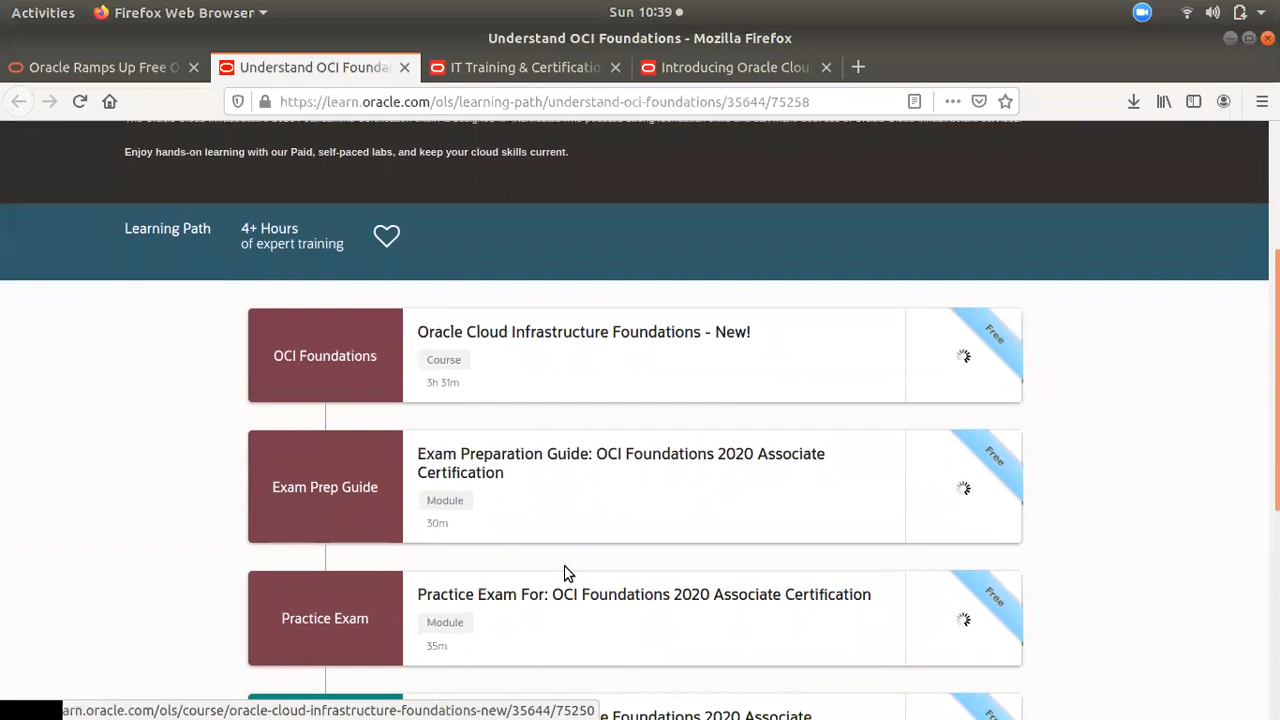 Activities
Firefox Web Browser
Sun 10:39
Understand OCI Foundations - Mozilla Firefox
Oracle Ramps Up Free O
Understand OCI Founda
IT Training & Certificatio
Introducing Oracle Clou
https://learn.oracle.com/ols/learning-path/understand-oci-foundations/35644/75258
Enjoy hands-on learning with our Paid, self-paced labs, and keep your cloud skills current.
Learning Path
4+ Hours
of expert training
OCI Foundations
Oracle Cloud Infrastructure Foundations - New!
Course
3h 31m
Free
Exam Prep Guide
Exam Preparation Guide: OCI Foundations 2020 Associate
Certification
Module
30m
Free
Practice Exam
Practice Exam For: OCI Foundations 2020 Associate Certification
Module
35m
Free
e Foundations 2020 Associate
arn.oracle.com/ols/course/oracle-cloud-infrastructure-foundations-new/35644/75250